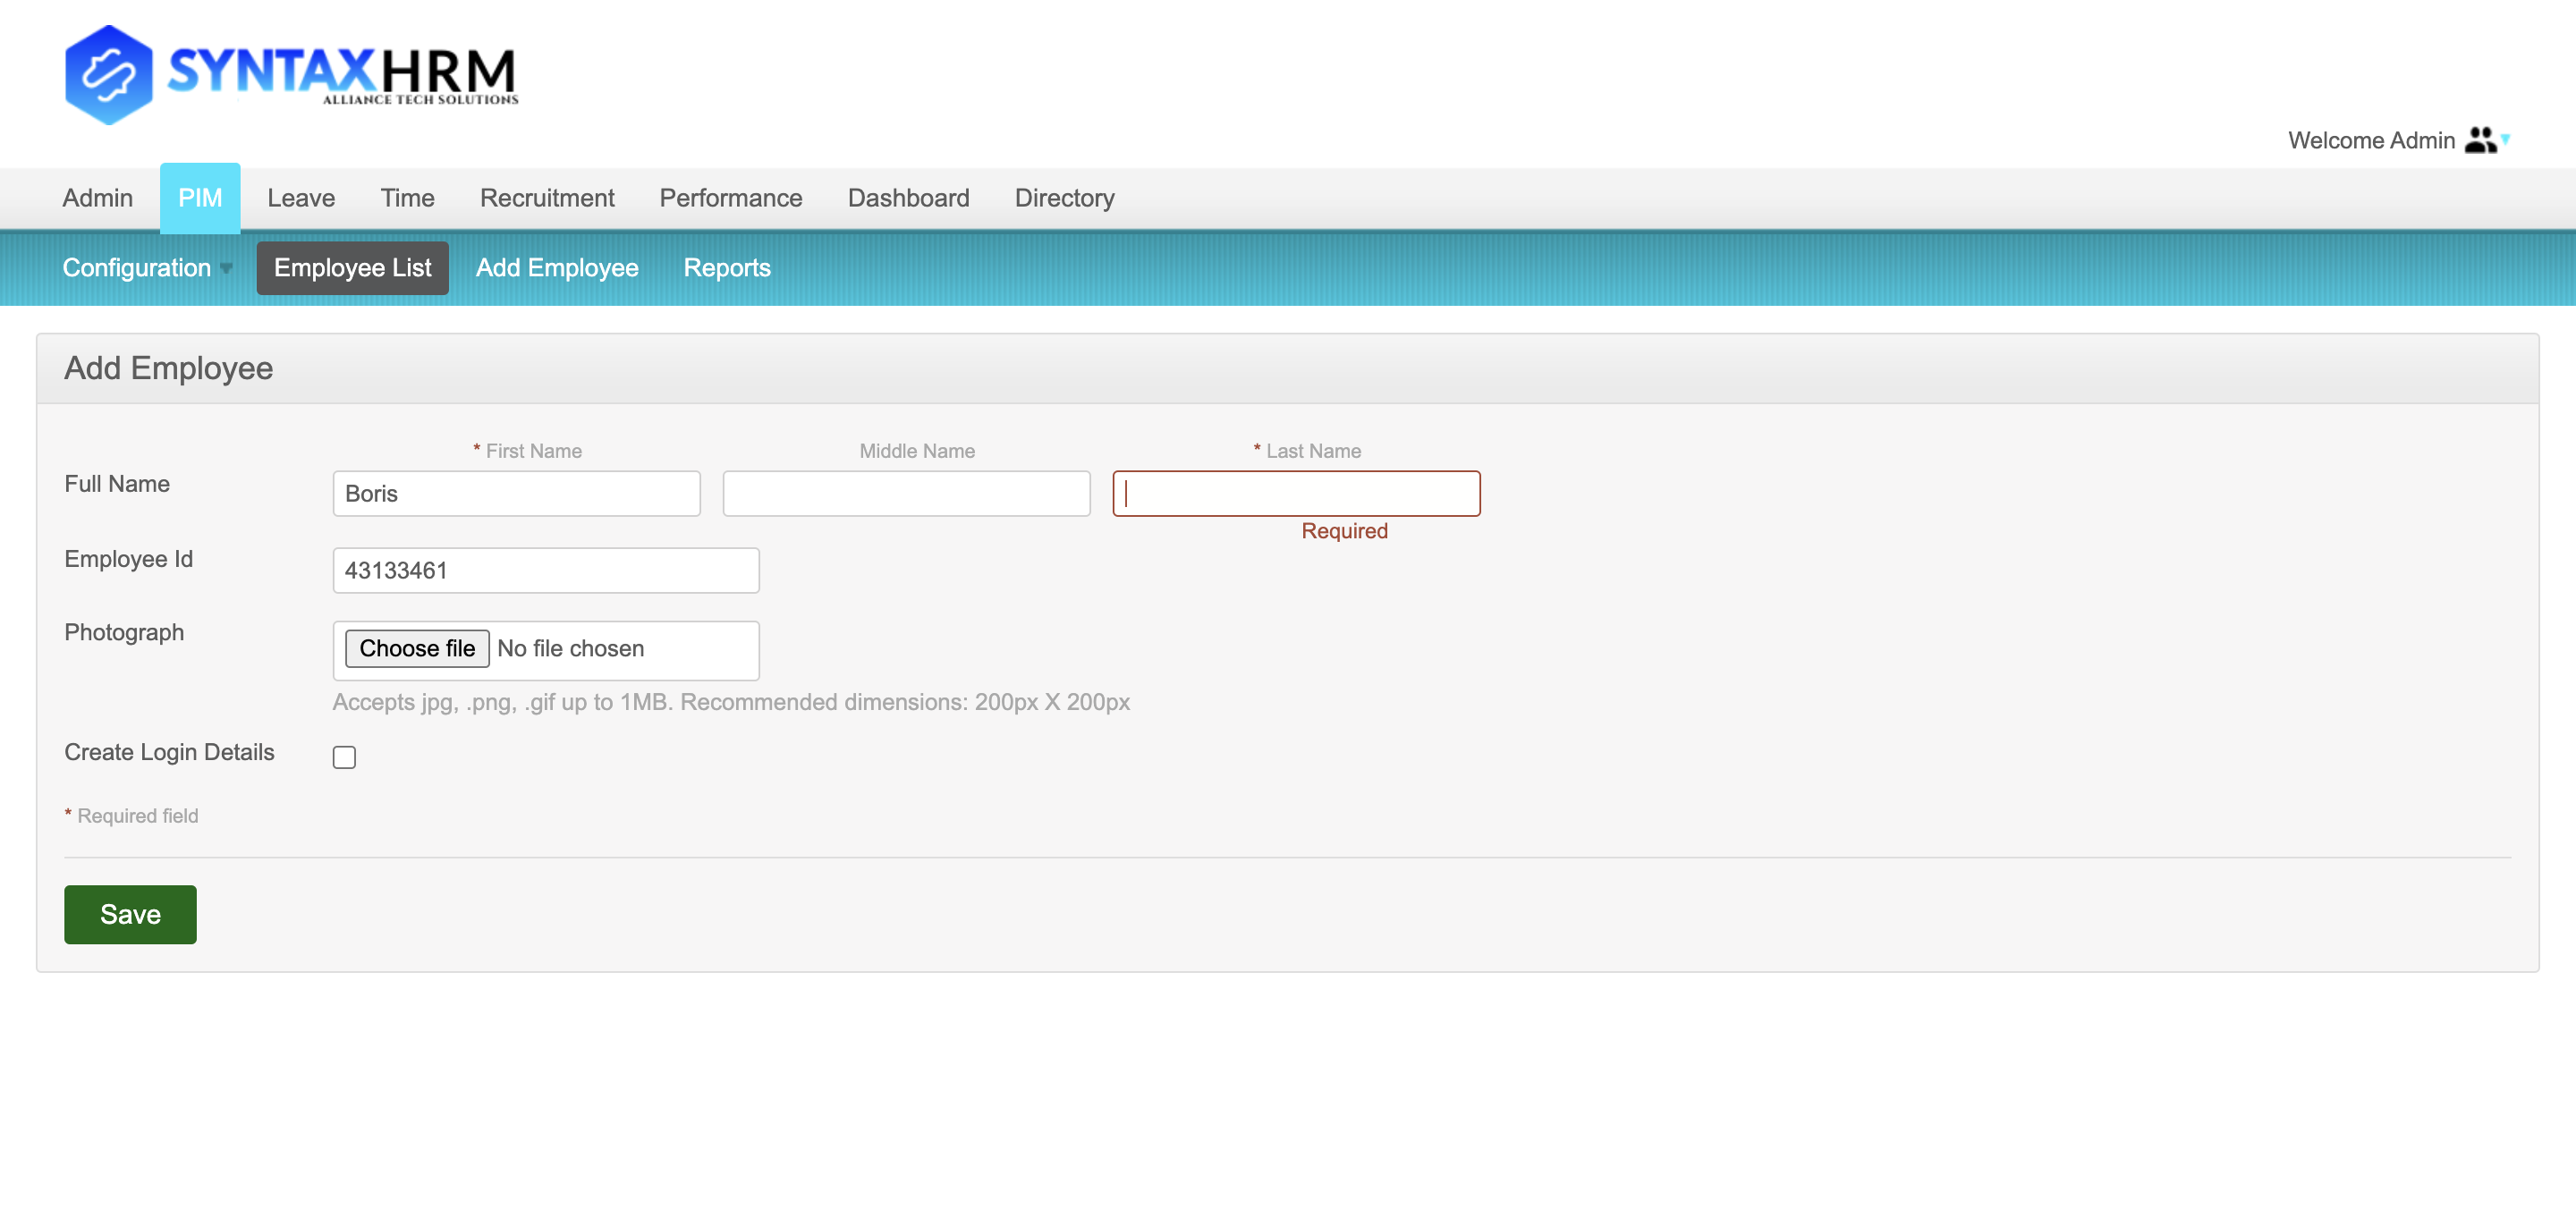 SYNTAXHRM
ALLIANCE TECH SOLUTIONS
Welcome Admin
Admin PIM Leave Time Recruitment Performance Dashboard Directory
Configuration Employee List Add Employee Reports
Add Employee
* First Name Middle Name * Last Name
Full Name Boris
Required
Employee Id 43133461
Photograph Choose file No file chosen
Accepts jpg, .png, .gif up to 1MB. Recommended dimensions: 200px X 200px
Create Login Details
* Required field
Save